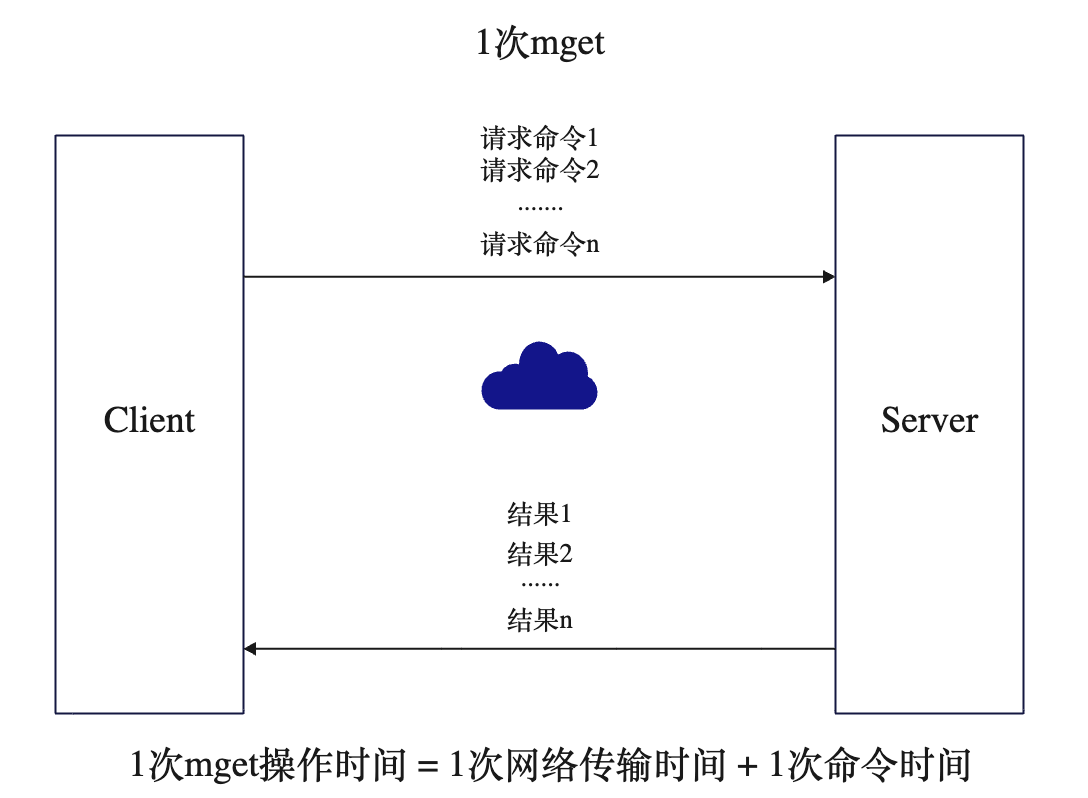 1次mget
请求命令1
请求命令2
.......
请求命令n
Client
Server
结果1
结果2
......
结果n
1次mget操作时间 = 1次网络传输时间 + 1次命令时间